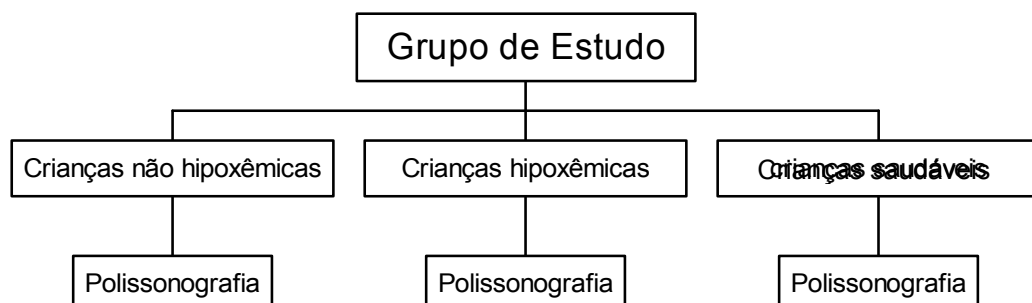 Grupo de Estudo
Crianças não hipoxêmicas
Crianças hipoxêmicas
Crianças saudáveis
Polissonografia
Polissonografia
Polissonografia